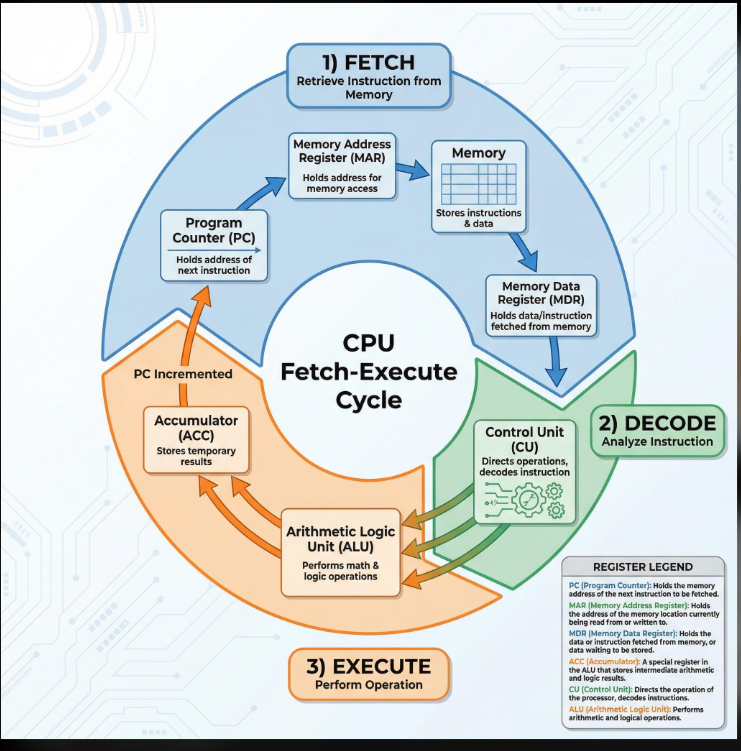 1) FETCH
Retrieve Instruction from
Memory
Memory Address
Register (MAR)
Holds address for
memory access
Memory
Stores instructions
& data
Program
Counter (PC)
Holds address of
next instruction
Memory Data
Register (MDR)
Holds data/instruction
fetched from memory
CPU
Fetch-Execute
Cycle
PC Incremented
2) DECODE
Analyze Instruction
Control Unit
(CU)
Directs operations,
decodes instruction
Accumulator
(ACC)
Stores temporary
results
Arithmetic Logic
Unit (ALU)
Performs math &
logic operations
3) EXECUTE
Perform Operation
REGISTER LEGEND
PC (Program Counter): Holds the memory
address of the next instruction to be fetched.
MAR (Memory Address Register): Holds
the address of the memory location currently
being read from or written to.
MDR (Memory Data Register): Holds the
data or instruction fetched from memory, or
data waiting to be stored.
ACC (Accumulator): A special register in
the ALU that stores intermediate arithmetic
and logic results.
CU (Control Unit): Directs the operation of
the processor, decodes instructions.
ALU (Arithmetic Logic Unit): Performs
arithmetic and logical operations.